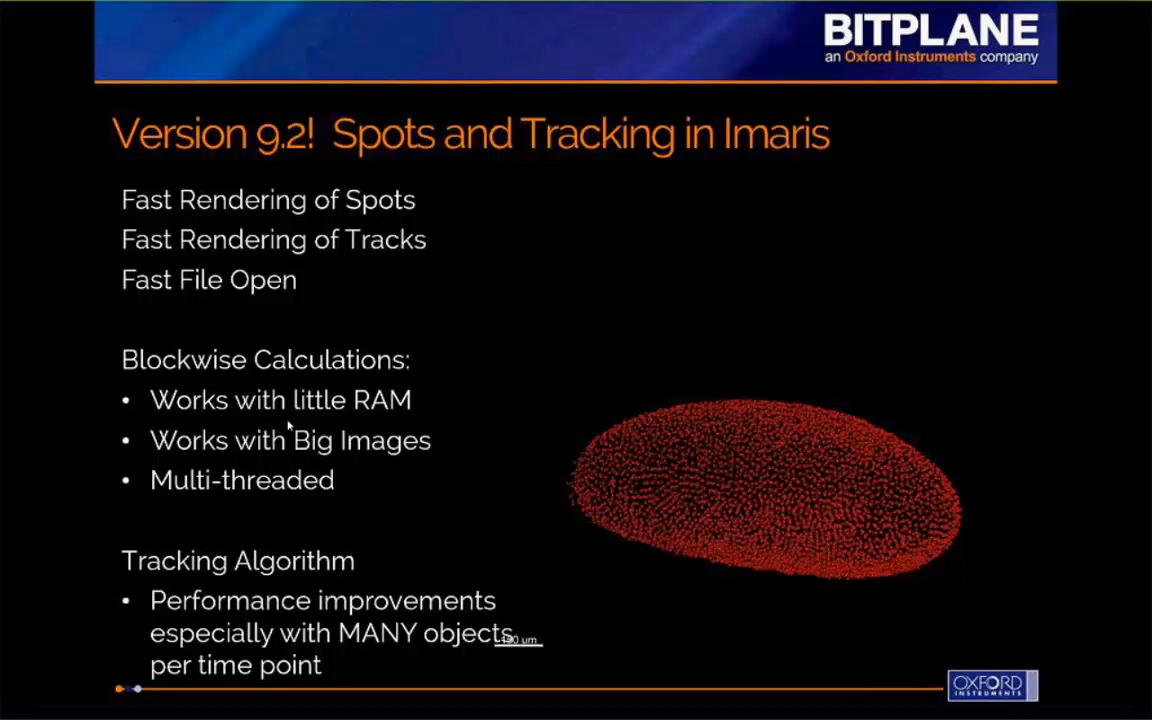 BITPLANE
an Oxford Instruments company
Version 9.2! Spots and Tracking in Imaris
Fast Rendering of Spots
Fast Rendering of Tracks
Fast File Open
Blockwise Calculations:
• Works with little RAM
• Works with Big Images
• Multi-threaded
Tracking Algorithm
• Performance improvements
especially with MANY objects
per time point
um
OXFORD
INSTRUMENTS